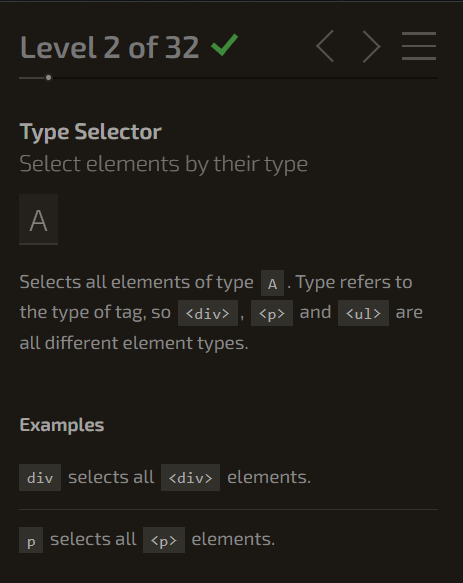 Level 2 of 32
Type Selector
Select elements by their type
A
Selects all elements of type A . Type refers to
the type of tag, so <div> , <p> and <ul> are
all different element types.
Examples
div selects all <div> elements.
p selects all <p> elements.